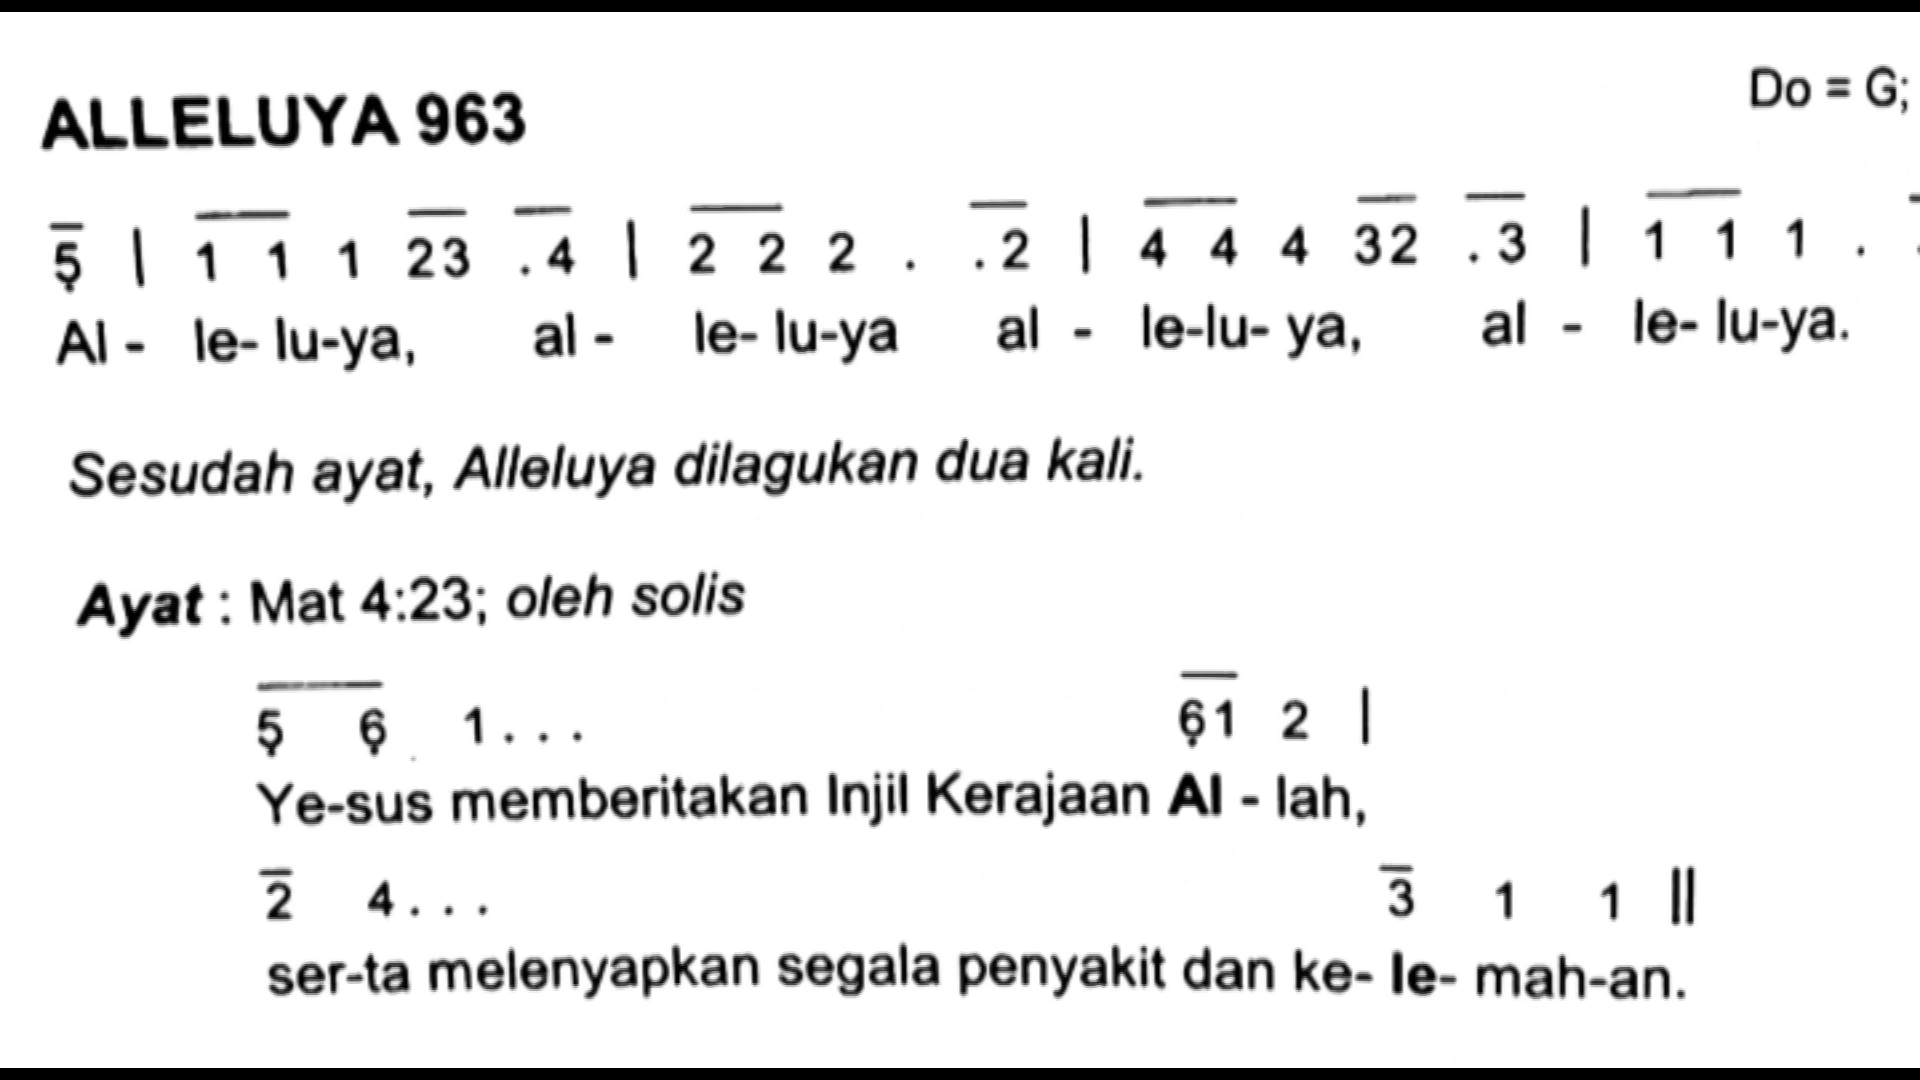 Do = G;
ALLELUYA 963
5̣ | 1 1 1 23 .4 | 2 2 2 . .2 | 4 4 4 32 .3 | 1 1 1 .
Al - le- lu-ya, al - le- lu-ya al - le-lu- ya, al - le- lu-ya.
Sesudah ayat, Alleluya dilagukan dua kali.
Ayat : Mat 4:23; oleh solis
5̣ 6̣ 1 . . . 6̣1 2 |
Ye-sus memberitakan Injil Kerajaan Al - lah,
2 4 . . . 3 1 1 ||
ser-ta melenyapkan segala penyakit dan ke- le- mah-an.